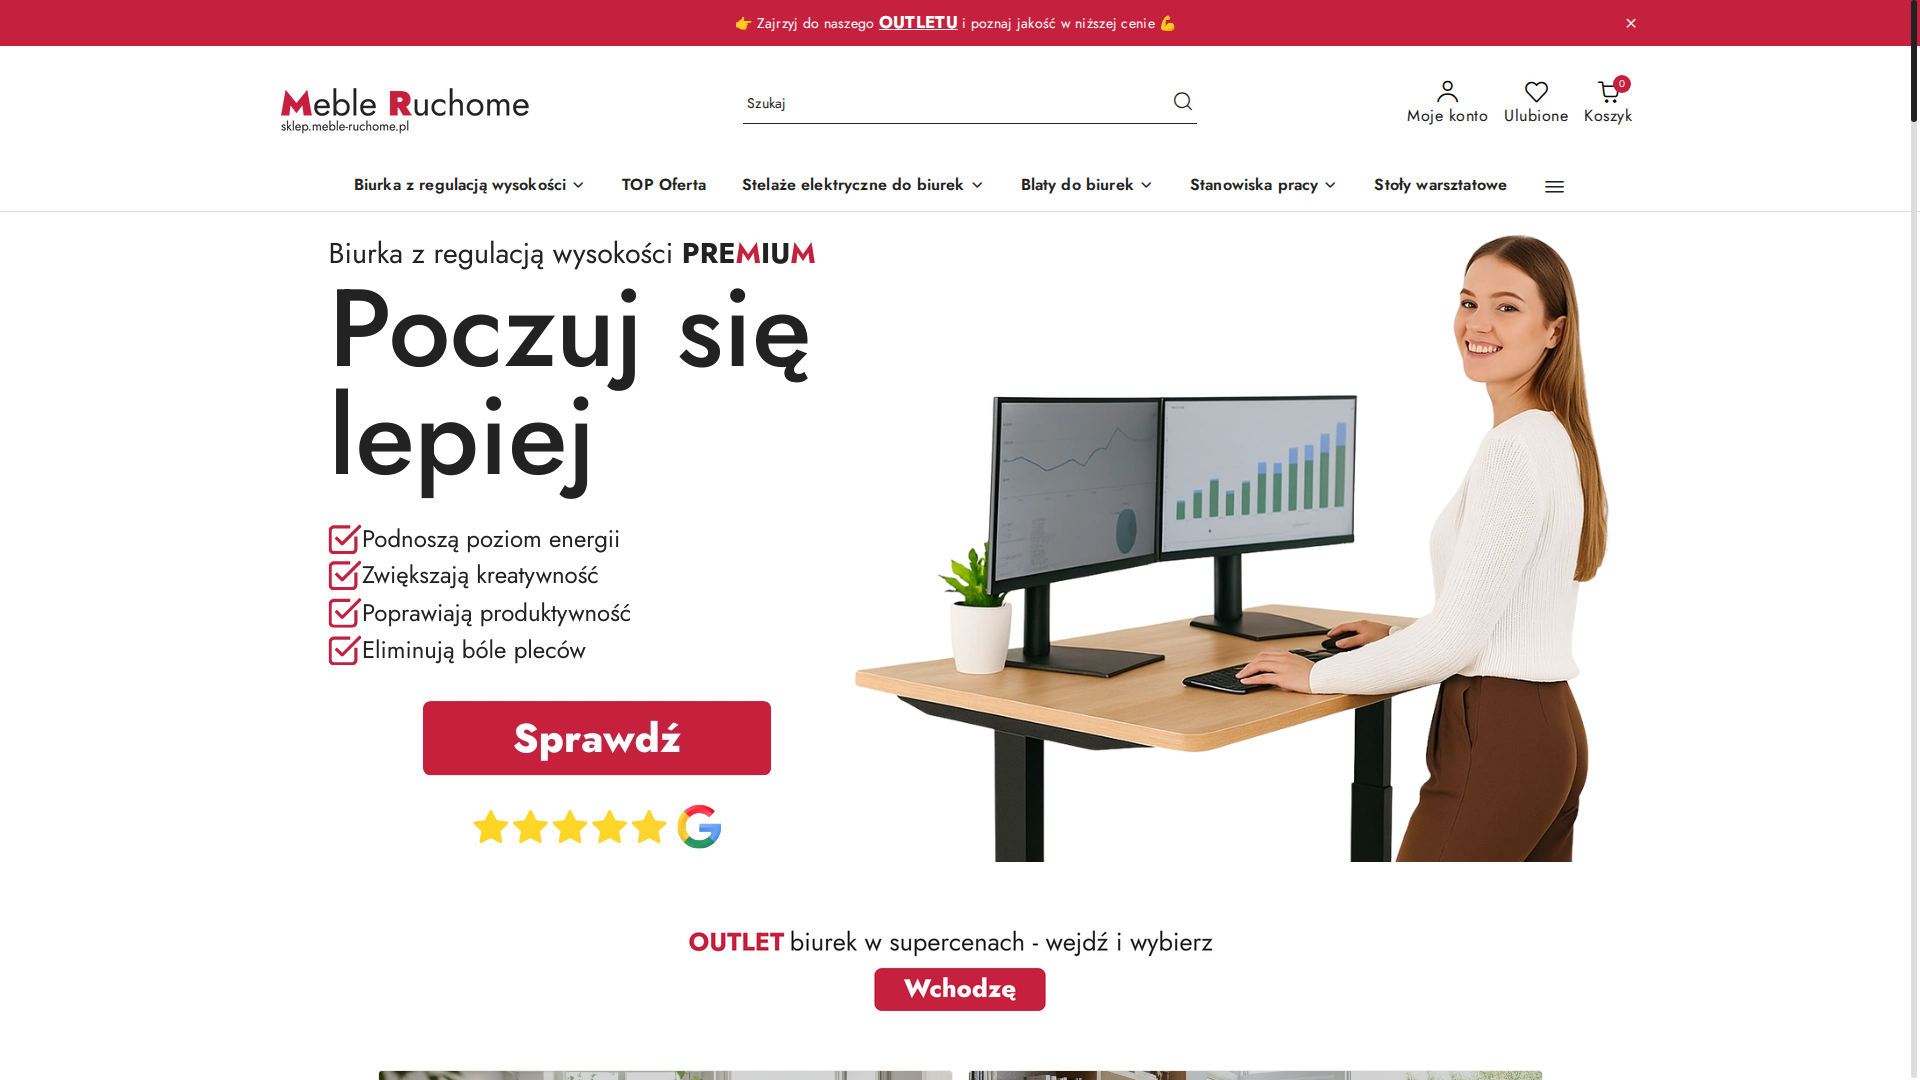 👉 Zajrzyj do naszego OUTLETU i poznaj jakość w niższej cenie 💪
Meble Ruchome
sklep.meble-ruchome.pl
Szukaj
Moje konto
Ulubione
0
Koszyk
Biurka z regulacją wysokości
TOP Oferta
Stelaże elektryczne do biurek
Blaty do biurek
Stanowiska pracy
Stoły warsztatowe
Biurka z regulacją wysokości PREMIUM
Poczuj się
lepiej
Podnoszą poziom energii
Zwiększają kreatywność
Poprawiają produktywność
Eliminują bóle pleców
Sprawdź
OUTLET biurek w supercenach - wejdź i wybierz
Wchodzę